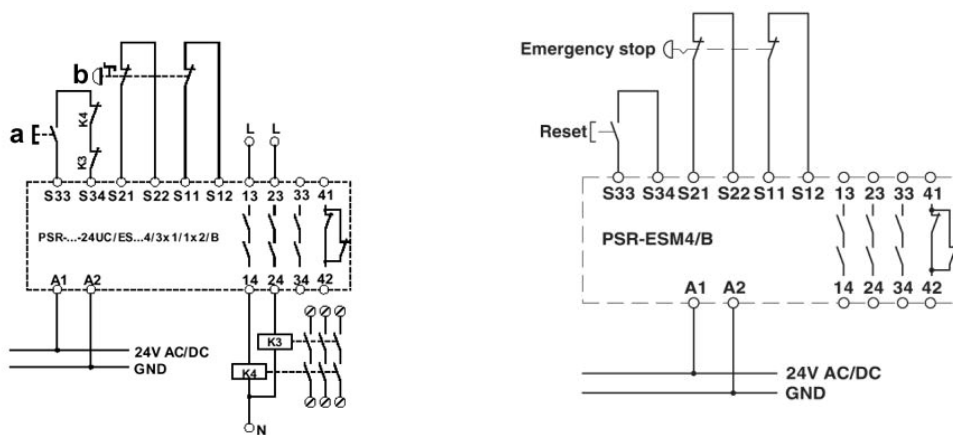 b
a
K4
K3
L L
S33 S34 S21 S22 S11 S12 13 23 33 41
PSR-...-24UC/ES...4/3x1/1x2/B
A1 A2 14 24 34 42
K3
K4
24V AC/DC
GND
N
Emergency stop
Reset
S33 S34 S21 S22 S11 S12 13 23 33 41
PSR-ESM4/B
A1 A2 14 24 34 42
24V AC/DC
GND